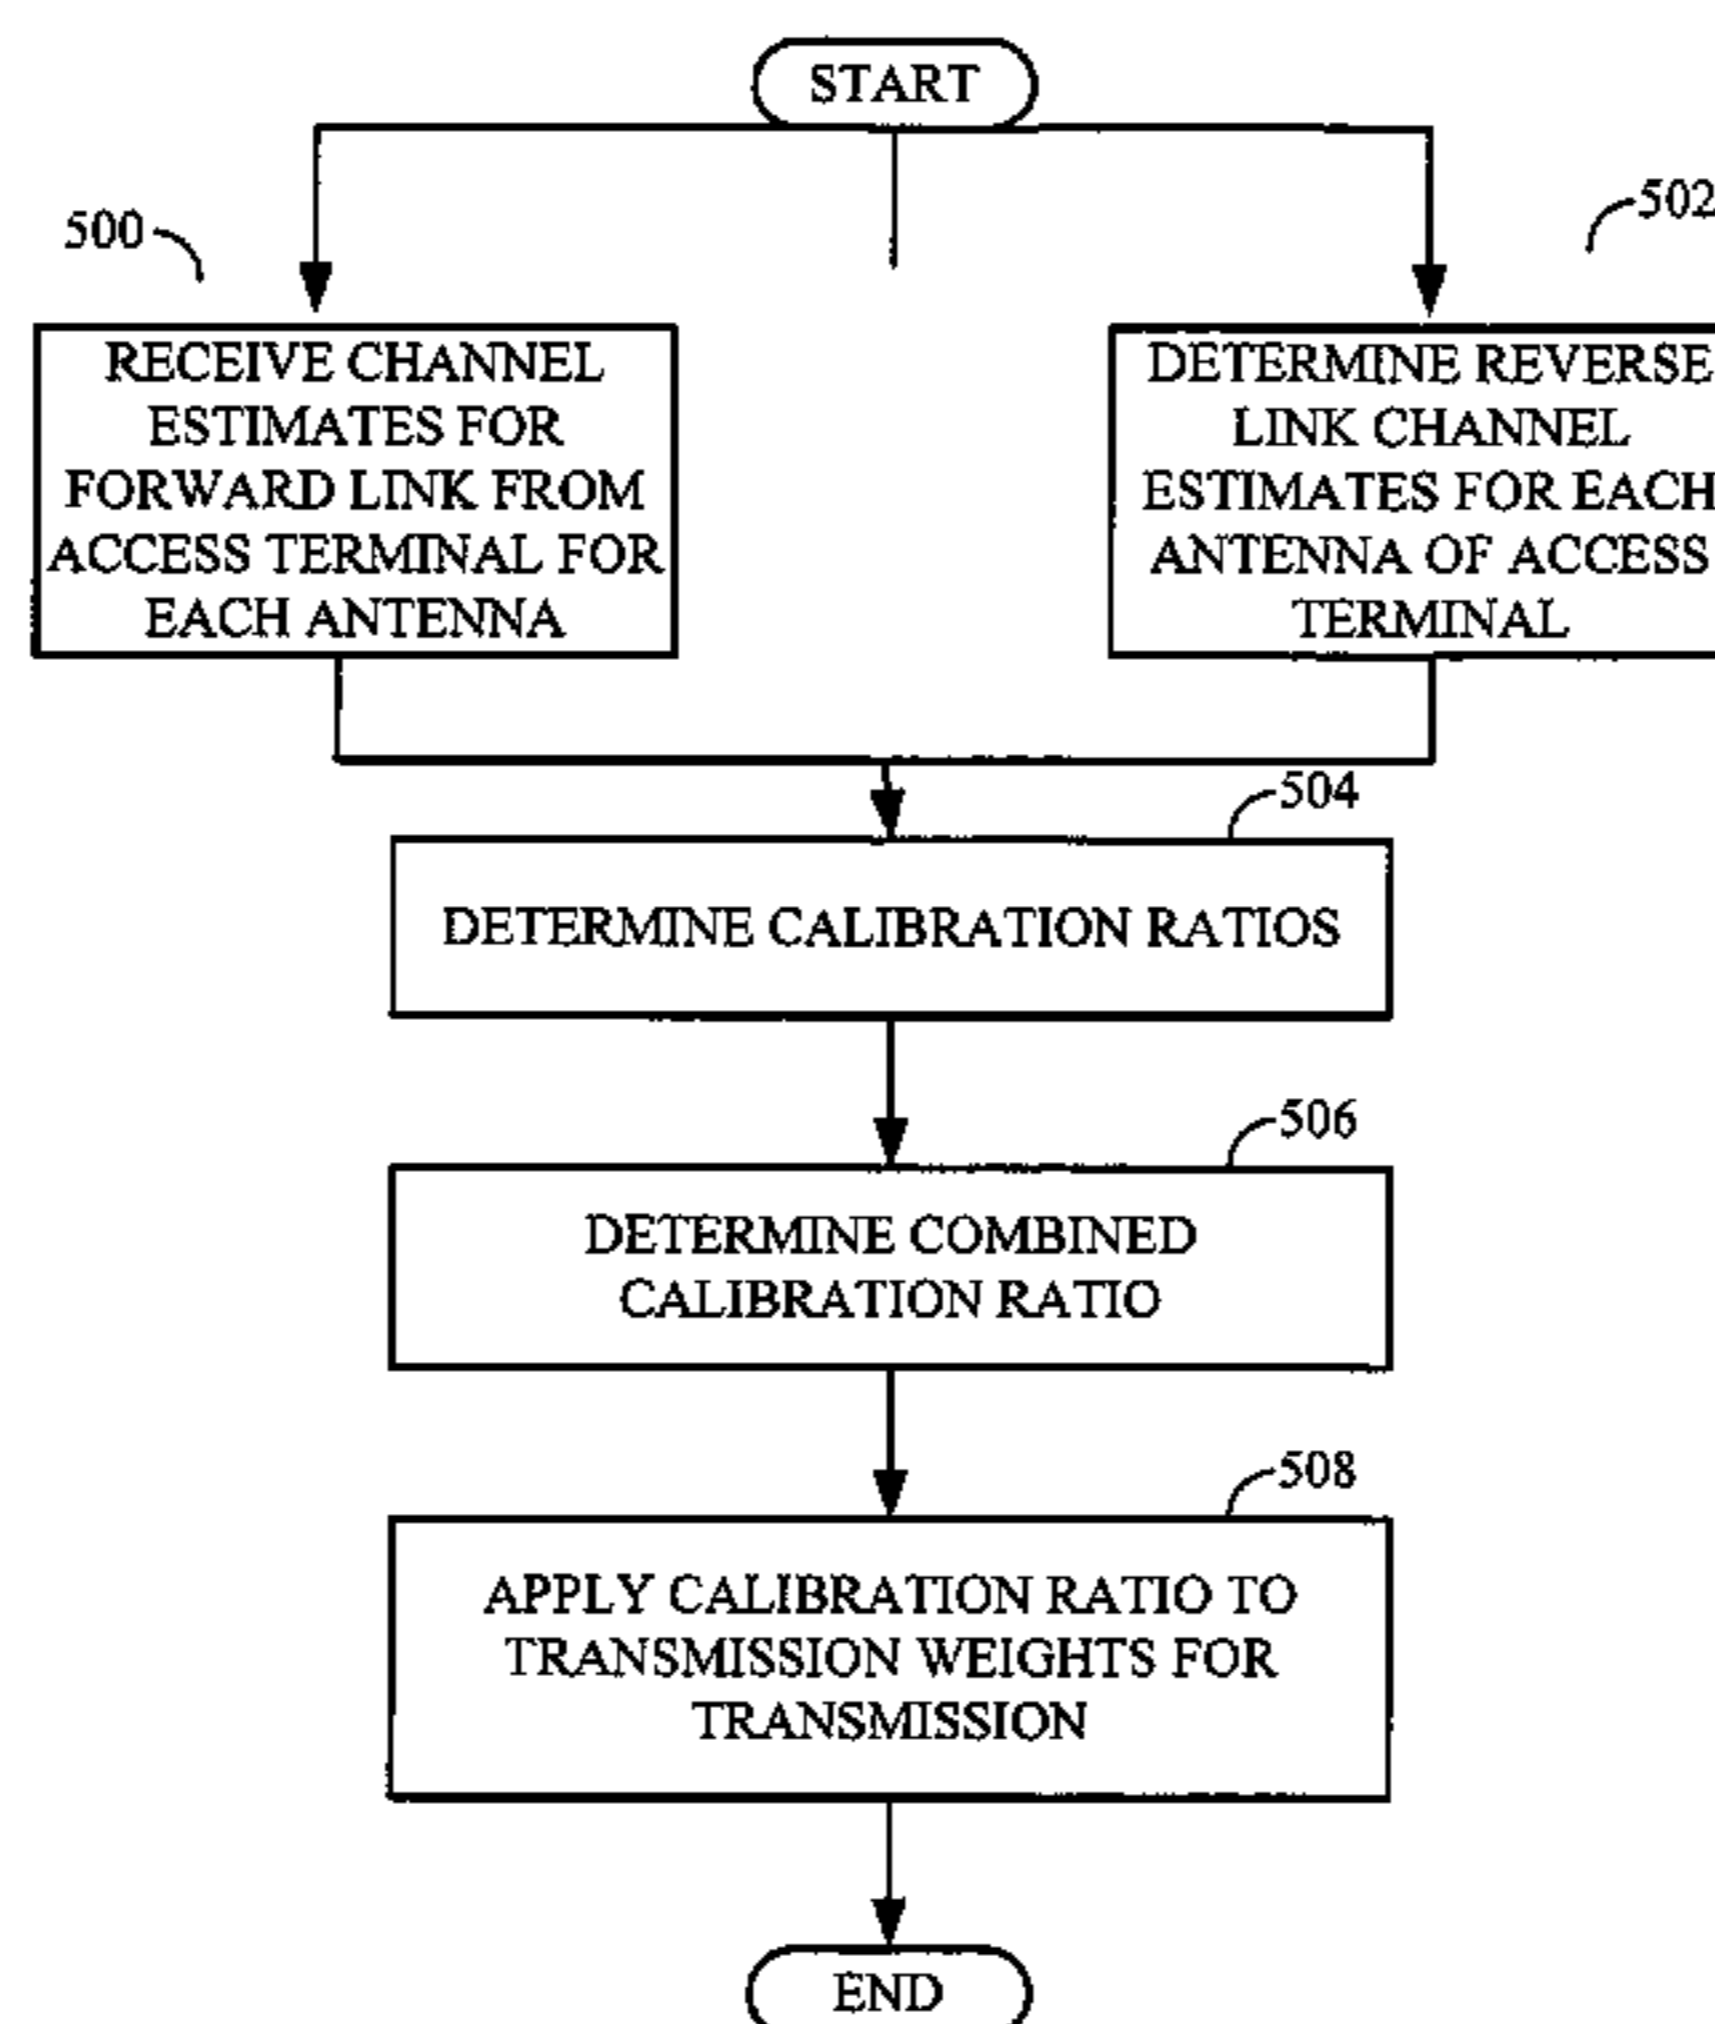 START
500
502
RECEIVE CHANNEL
ESTIMATES FOR
FORWARD LINK FROM
ACCESS TERMINAL FOR
EACH ANTENNA
DETERMINE REVERSE
LINK CHANNEL
ESTIMATES FOR EACH
ANTENNA OF ACCESS
TERMINAL
504
DETERMINE CALIBRATION RATIOS
506
DETERMINE COMBINED
CALIBRATION RATIO
508
APPLY CALIBRATION RATIO TO
TRANSMISSION WEIGHTS FOR
TRANSMISSION
END